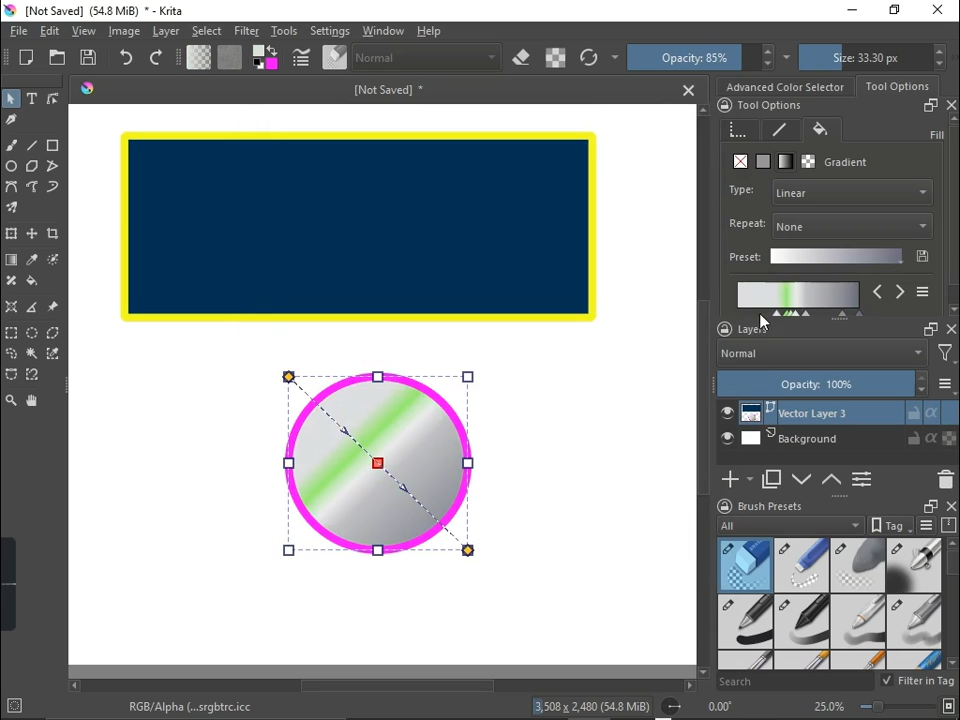 [Not Saved] (54.8 MiB) * - Krita
File Edit View Image Layer Select Filter Tools Settings Window Help
Normal
Opacity: 85%
Size: 33.30 px
[Not Saved] *
Advanced Color Selector
Tool Options
Tool Options
Fill
Gradient
Type:
Linear
Repeat:
None
Preset:
Layers
Normal
Opacity: 100%
Vector Layer 3
Background
Brush Presets
All
Tag
Search
Filter in Tag
RGB/Alpha (...srgbtrc.icc
3,508 x 2,480 (54.8 MiB)
0.00°
25.0%